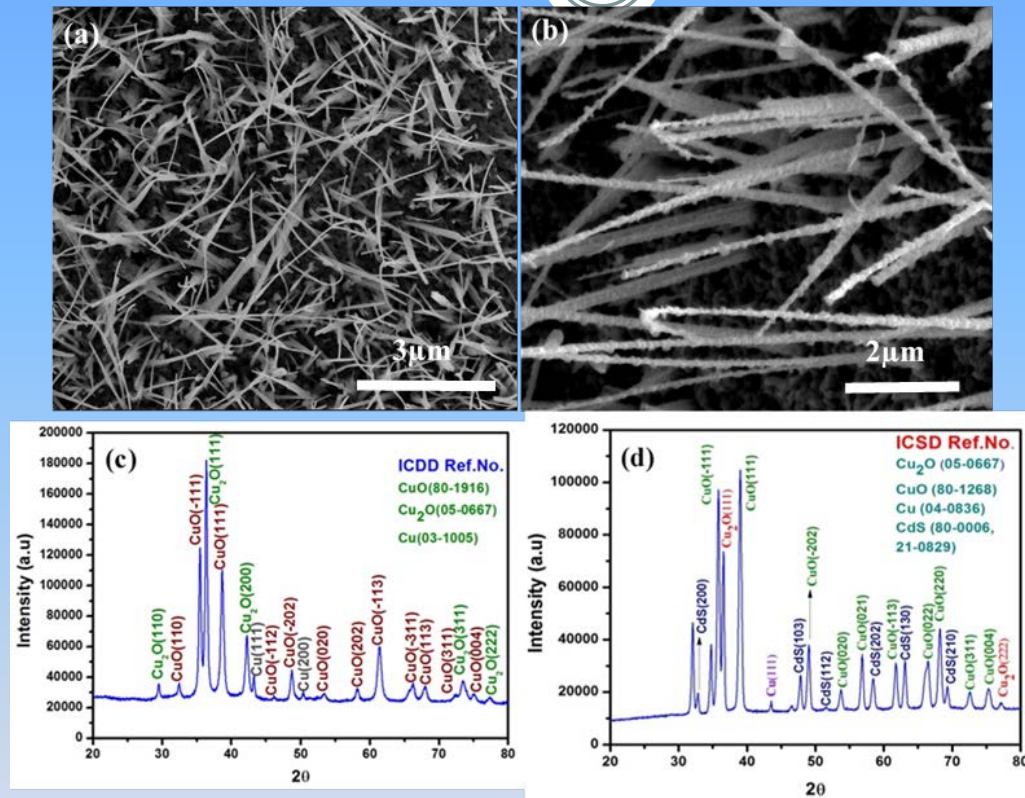 (a)
3µm
(b)
2µm
(c)
ICDD Ref.No.
CuO(80-1916)
Cu₂O(05-0667)
Cu(03-1005)
Cu₂O(110)
CuO(110)
CuO(-111)
Cu₂O(111)
CuO(111)
Cu₂O(200)
Cu(111)
CuO(-112)
CuO(-202)
Cu(200)
CuO(020)
CuO(202)
CuO(-113)
CuO(-311)
CuO(113)
CuO(311)
Cu₂O(311)
CuO(004)
Cu₂O(222)
Intensity (a.u)
200000
180000
160000
140000
120000
100000
80000
60000
40000
20000
0
20 30 40 50 60 70 80
2θ
(d)
ICSD Ref.No.
Cu₂O (05-0667)
CuO (80-1268)
Cu (04-0836)
CdS (80-0006,
21-0829)
CdS(200)
CuO(-111)
Cu₂O(111)
CuO(111)
Cu(111)
CdS(103)
CuO(-202)
CdS(112)
CuO(020)
CuO(021)
CdS(202)
CuO(-113)
CdS(130)
CuO(022)
CuO(220)
CdS(210)
CuO(311)
CuO(004)
Cu₂O(222)
Intensity (a.u)
120000
100000
80000
60000
40000
20000
0
20 30 40 50 60 70 80
2θ